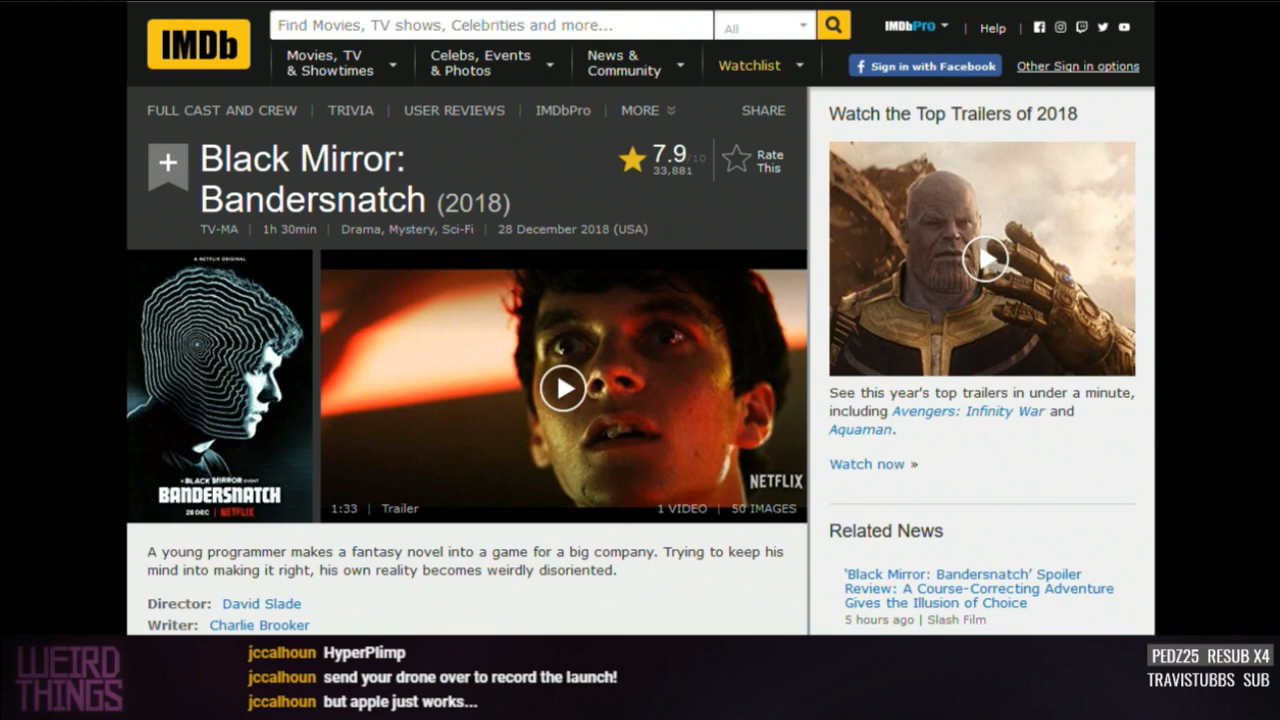 IMDb
Find Movies, TV shows, Celebrities and more...
All
IMDbPro
Help
Movies, TV
& Showtimes
Celebs, Events
& Photos
News &
Community
Watchlist
Sign in with Facebook
Other Sign in options
FULL CAST AND CREW | TRIVIA | USER REVIEWS | IMDbPro | MORE
SHARE
Black Mirror:
Bandersnatch (2018)
7.9/10
33,881
Rate
This
TV-MA | 1h 30min | Drama, Mystery, Sci-Fi | 28 December 2018 (USA)
A NETFLIX ORIGINAL
A BLACK MIRROR EVENT
BANDERSNATCH
28 DEC | NETFLIX
NETFLIX
1:33 | Trailer
1 VIDEO | 50 IMAGES
A young programmer makes a fantasy novel into a game for a big company. Trying to keep his
mind into making it right, his own reality becomes weirdly disoriented.
Director: David Slade
Writer: Charlie Brooker
Watch the Top Trailers of 2018
See this year's top trailers in under a minute,
including Avengers: Infinity War and
Aquaman.
Watch now »
Related News
‘Black Mirror: Bandersnatch’ Spoiler
Review: A Course-Correcting Adventure
Gives the Illusion of Choice
5 hours ago | Slash Film
WEIRD
THINGS
jccalhoun HyperPlimp
jccalhoun send your drone over to record the launch!
jccalhoun but apple just works...
PEDZ25 RESUB X4
TRAVISTUBBS SUB